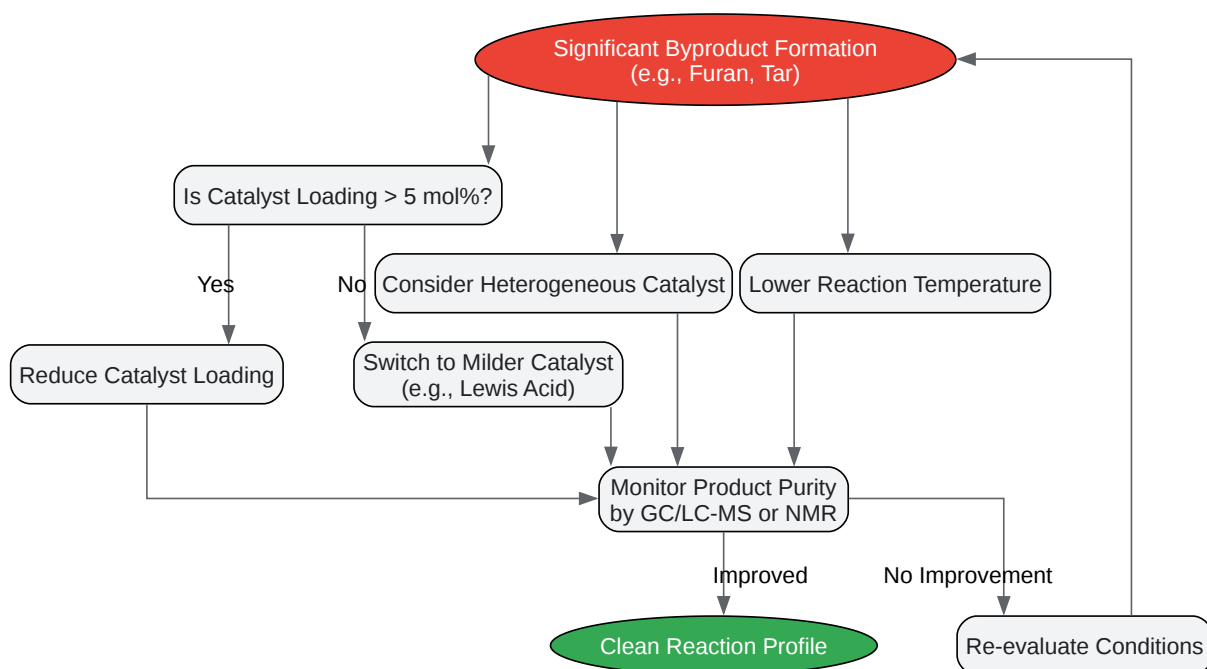 Significant Byproduct Formation
(e.g., Furan, Tar)
Is Catalyst Loading > 5 mol%?
Yes
No
Consider Heterogeneous Catalyst
Lower Reaction Temperature
Reduce Catalyst Loading
Switch to Milder Catalyst
(e.g., Lewis Acid)
Monitor Product Purity
by GC/LC-MS or NMR
Improved
No Improvement
Clean Reaction Profile
Re-evaluate Conditions